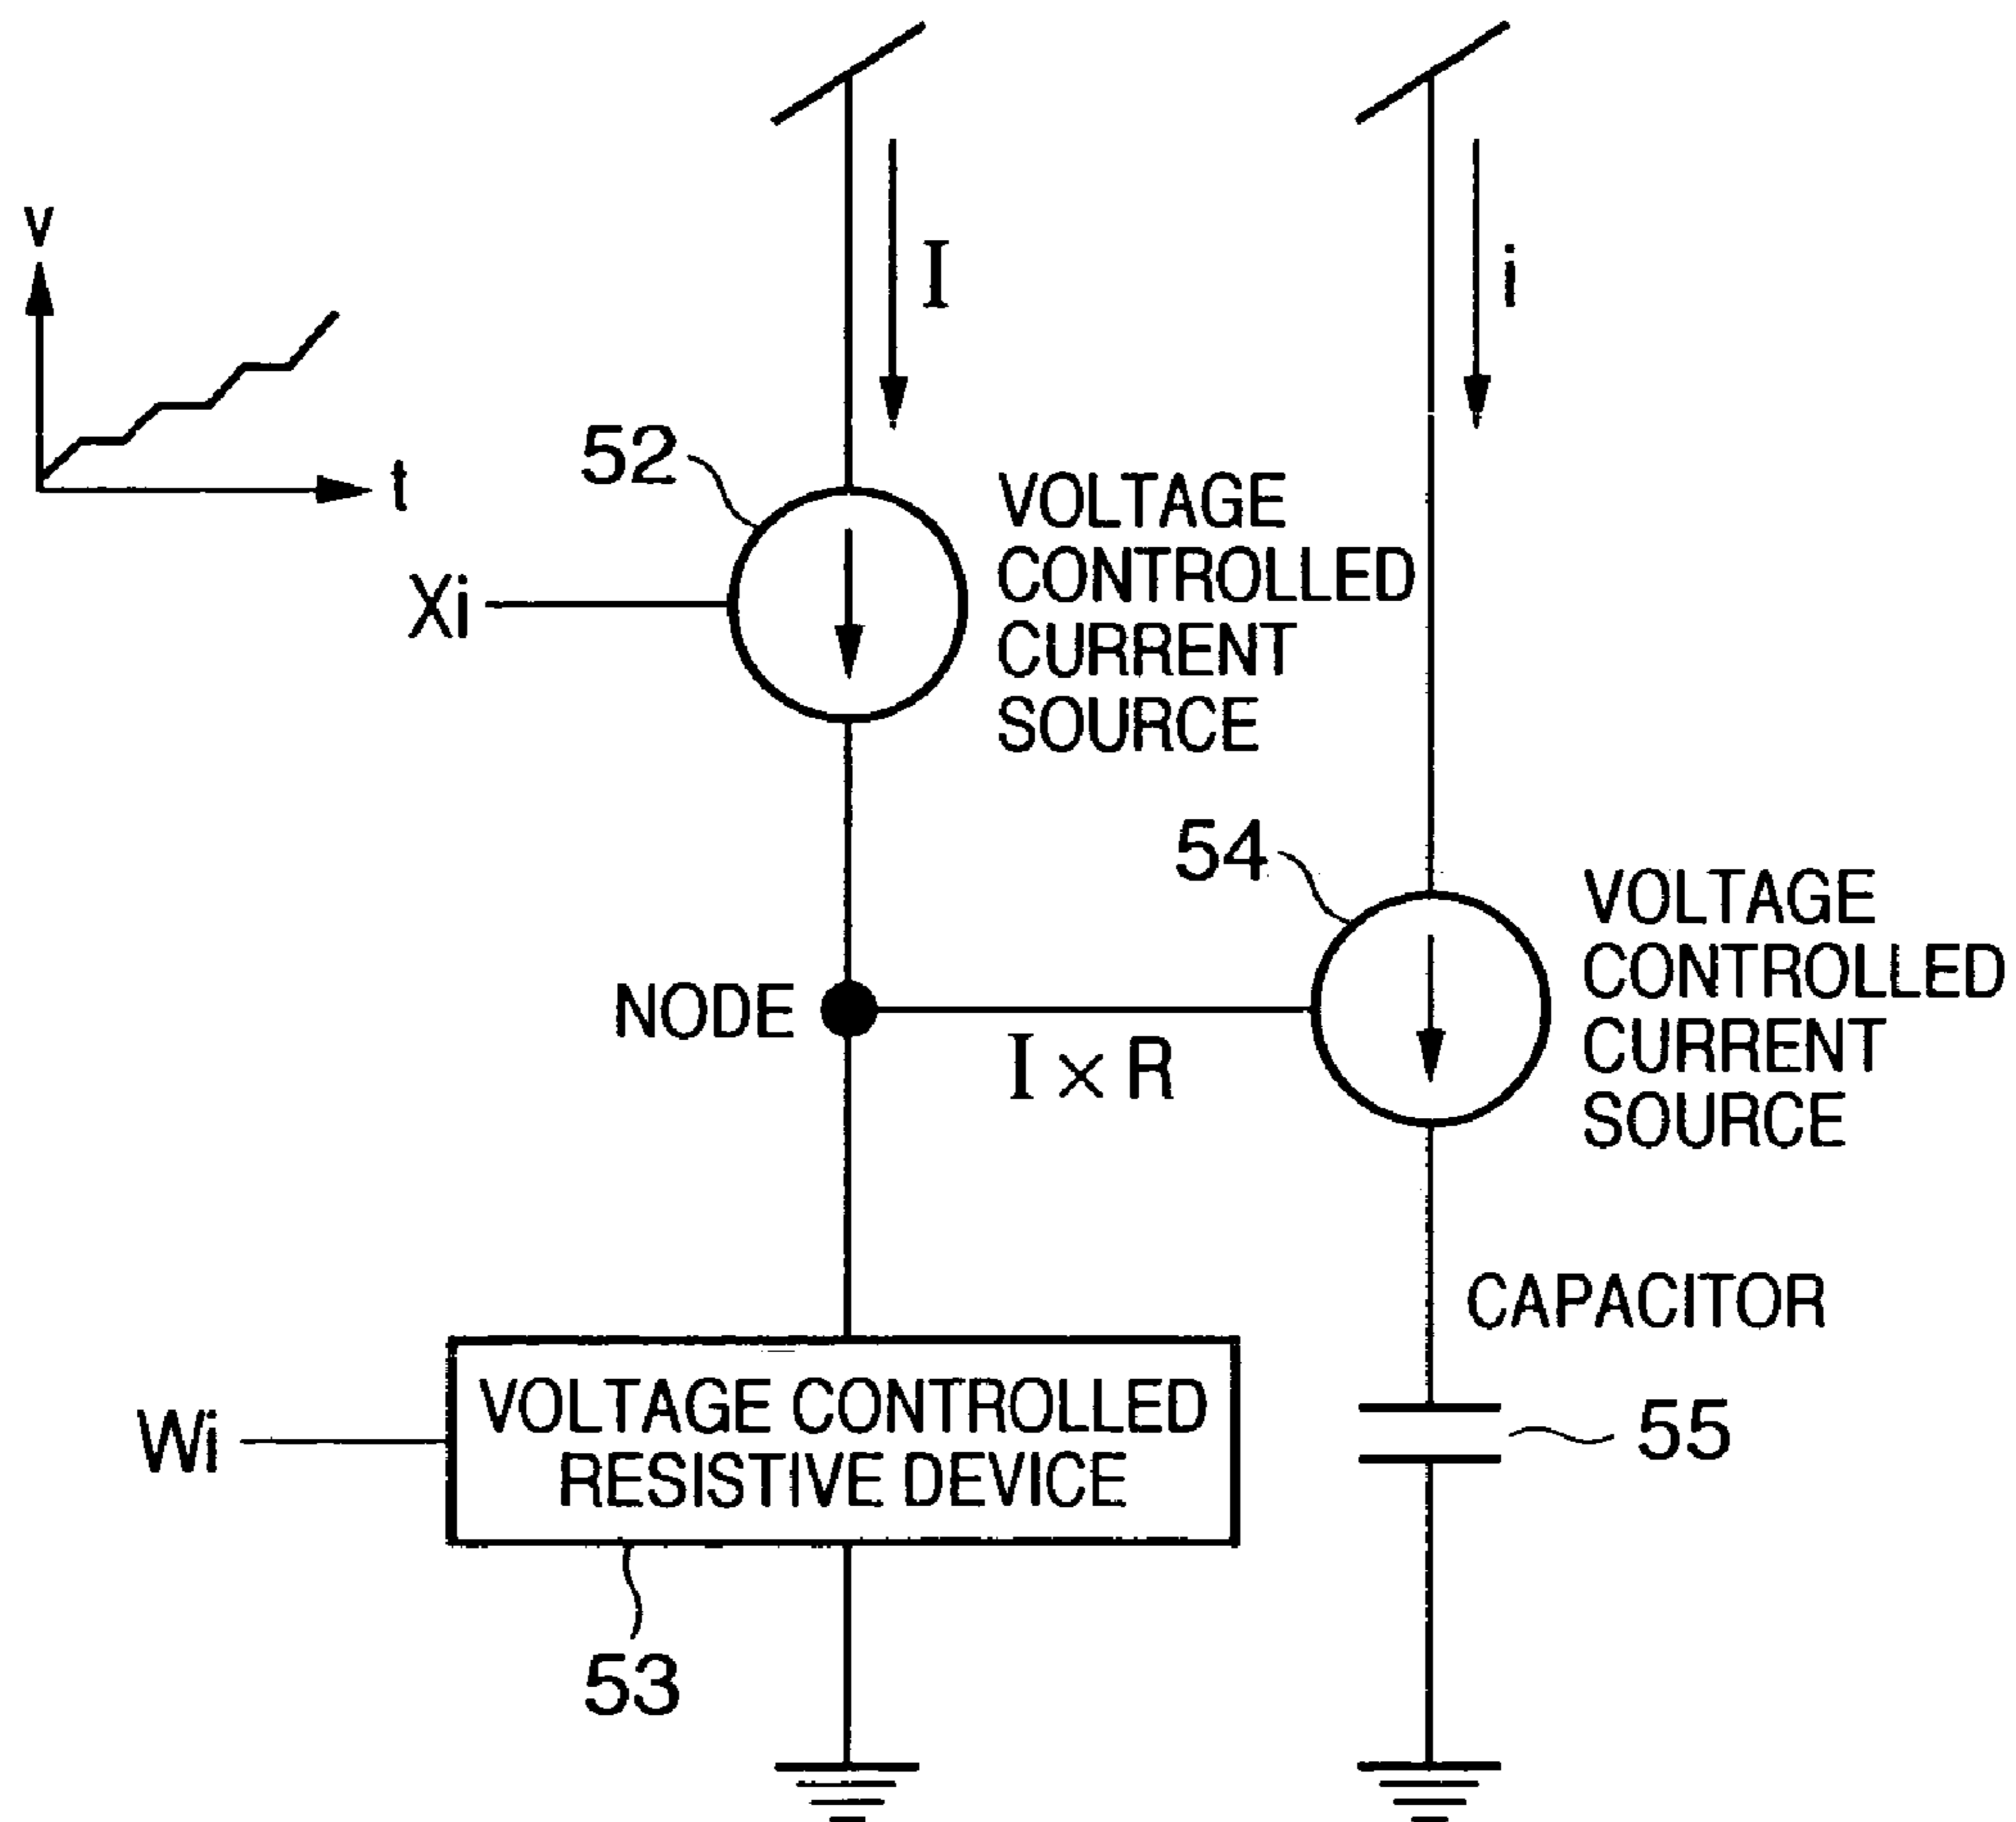 v
t
I
i
52
Xi
VOLTAGE
CONTROLLED
CURRENT
SOURCE
54
VOLTAGE
CONTROLLED
CURRENT
SOURCE
NODE
I × R
CAPACITOR
Wi
VOLTAGE CONTROLLED
RESISTIVE DEVICE
55
53